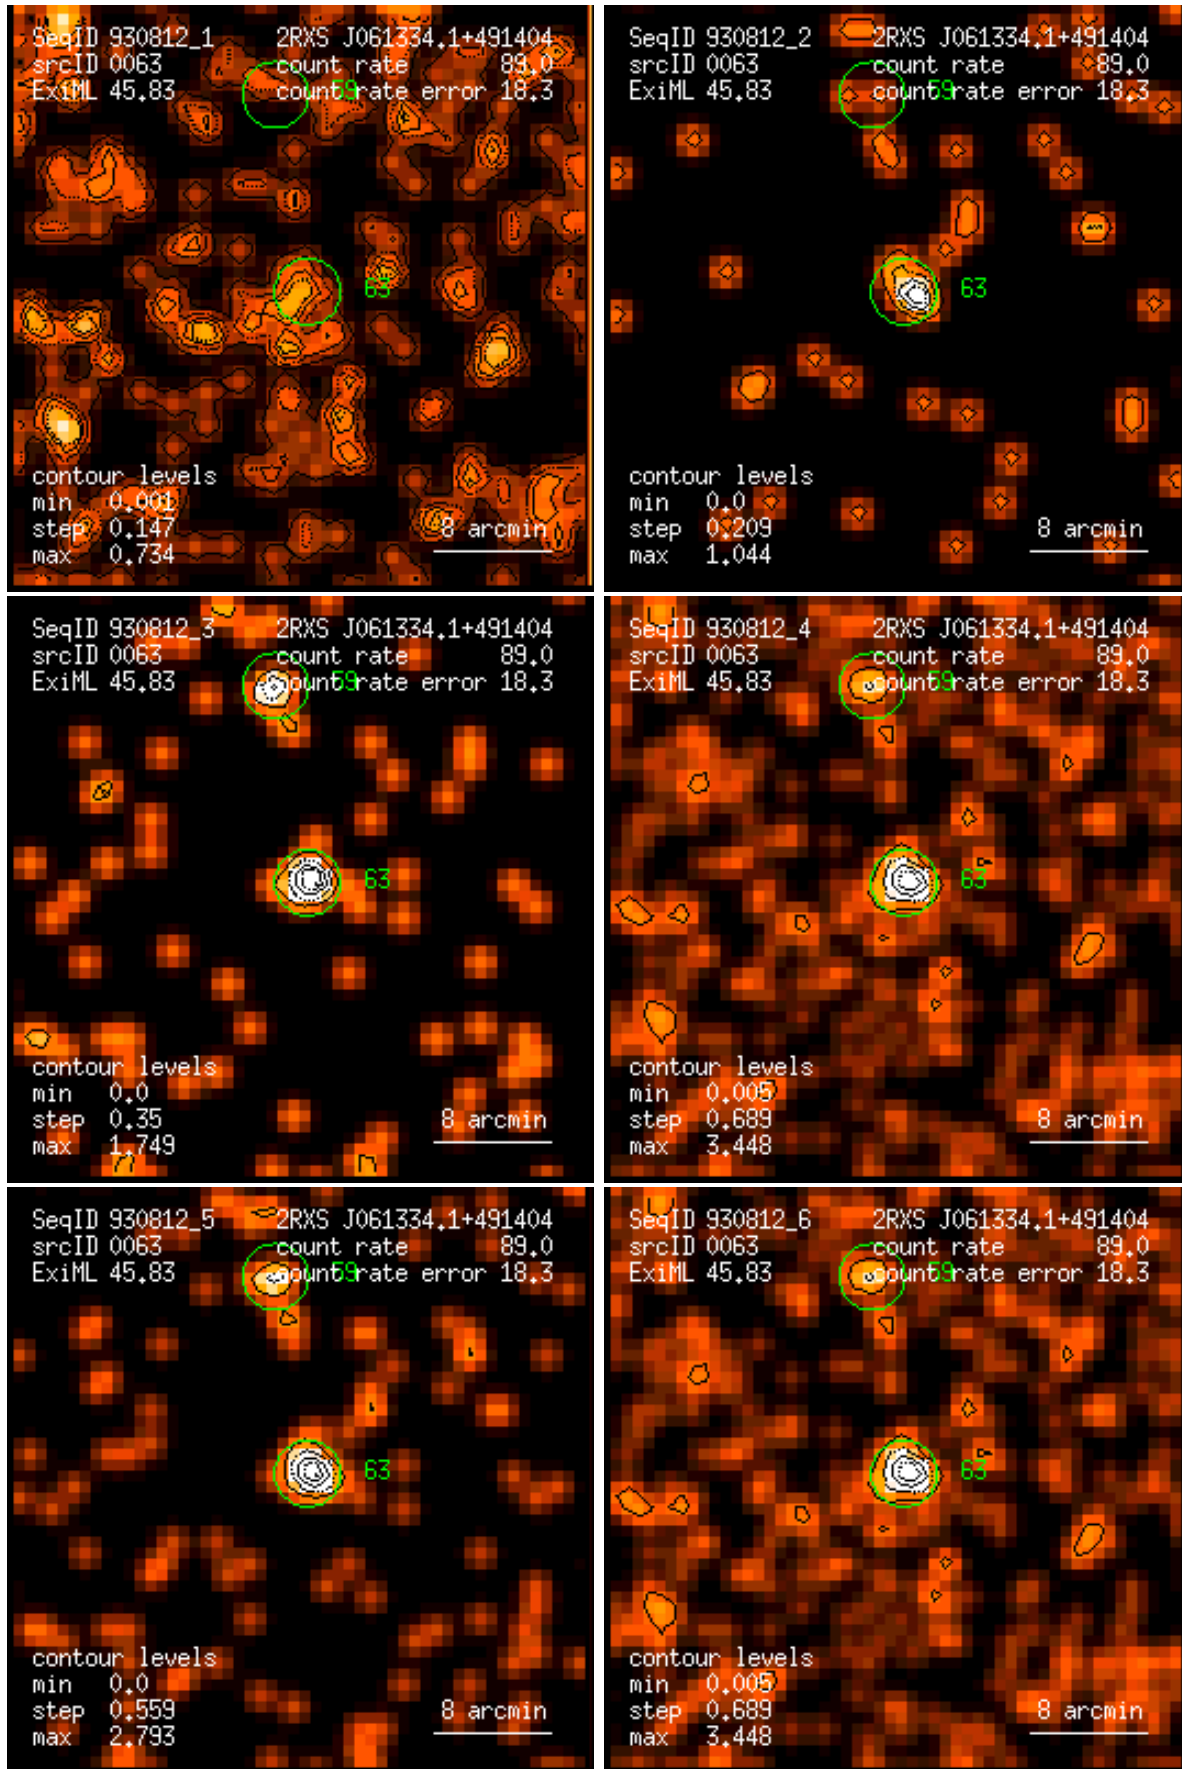 SeqID 930812_1 2RXS J061334.1+491404
srcID 0063 count rate 89.0
ExiML 45.83 count rate error 18.3
59
63
contour levels
min 0.001
step 0.147
max 0.734
8 arcmin
SeqID 930812_2 2RXS J061334.1+491404
srcID 0063 count rate 89.0
ExiML 45.83 count rate error 18.3
59
63
contour levels
min 0.0
step 0.209
max 1.044
8 arcmin
SeqID 930812_3 2RXS J061334.1+491404
srcID 0063 count rate 89.0
ExiML 45.83 count rate error 18.3
59
63
contour levels
min 0.0
step 0.35
max 1.749
8 arcmin
SeqID 930812_4 2RXS J061334.1+491404
srcID 0063 count rate 89.0
ExiML 45.83 count rate error 18.3
59
63
contour levels
min 0.005
step 0.689
max 3.448
8 arcmin
SeqID 930812_5 2RXS J061334.1+491404
srcID 0063 count rate 89.0
ExiML 45.83 count rate error 18.3
59
63
contour levels
min 0.0
step 0.559
max 2.793
8 arcmin
SeqID 930812_6 2RXS J061334.1+491404
srcID 0063 count rate 89.0
ExiML 45.83 count rate error 18.3
59
63
contour levels
min 0.005
step 0.689
max 3.448
8 arcmin